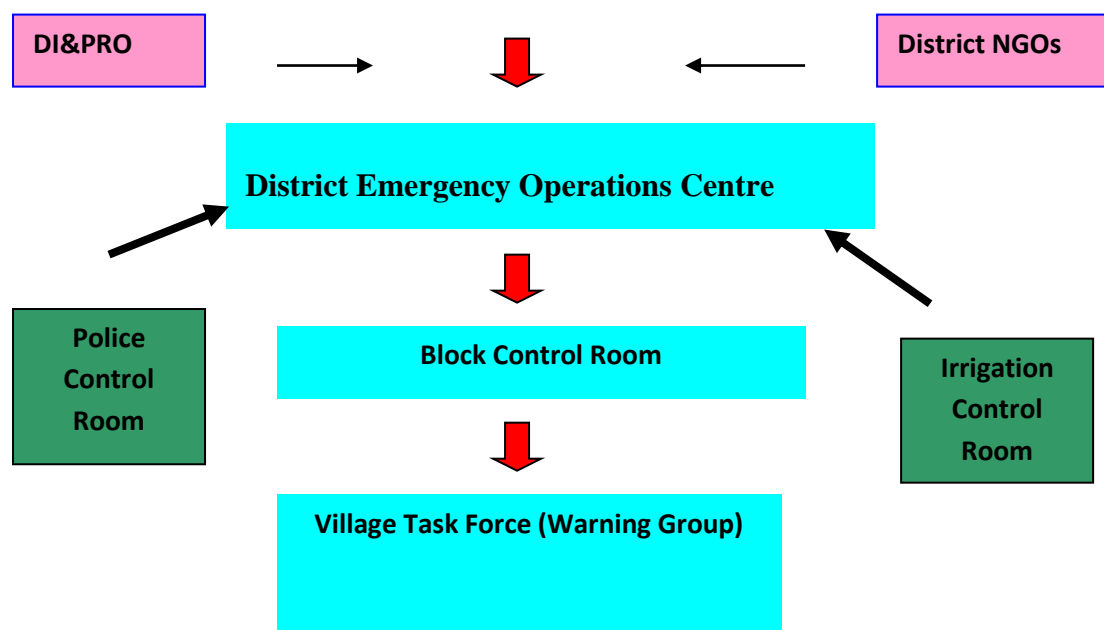 DI&PRO
District NGOs
District Emergency Operations Centre
Police
Control
Room
Block Control Room
Irrigation
Control
Room
Village Task Force (Warning Group)